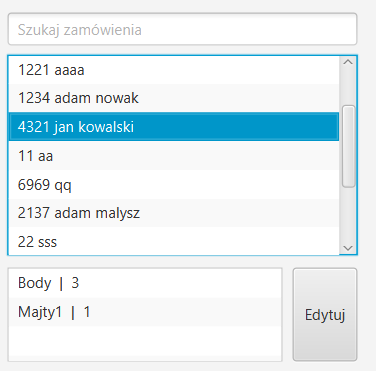 Szukaj zamówienia
1221 aaaa
1234 adam nowak
4321 jan kowalski
11 aa
6969 qq
2137 adam malysz
22 sss
Body | 3
Majty1 | 1
Edytuj